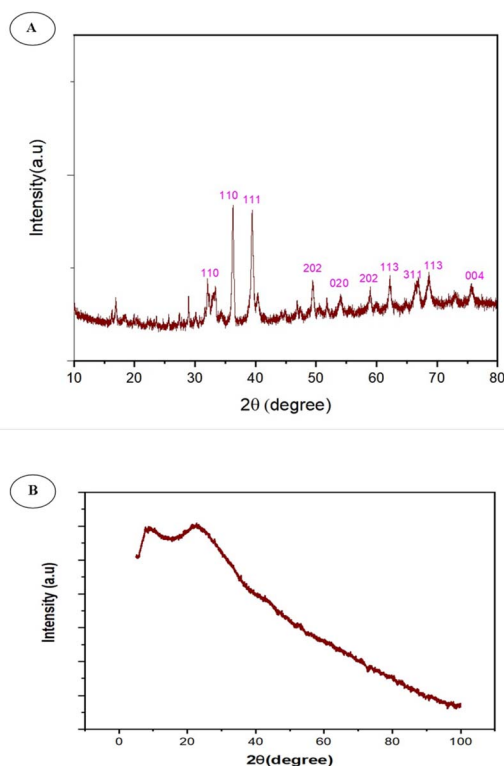 A
Intensity(a.u)
110
110
111
202
020
202
113
311
113
004
10 20 30 40 50 60 70 80
2θ (degree)
B
Intensity (a.u)
0 20 40 60 80 100
2θ(degree)